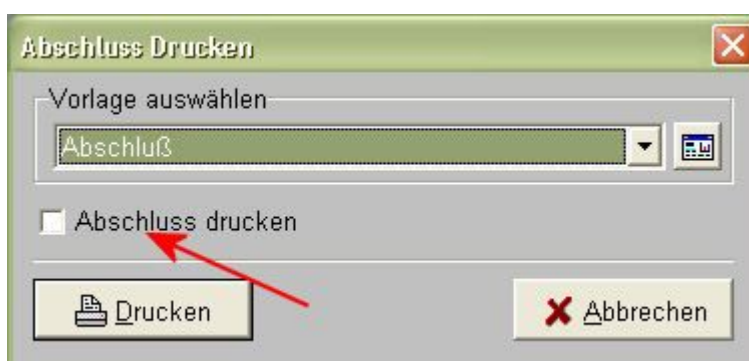 Abschluss Drucken
Vorlage auswählen
Abschluß
Abschluss drucken
Drucken
Abbrechen